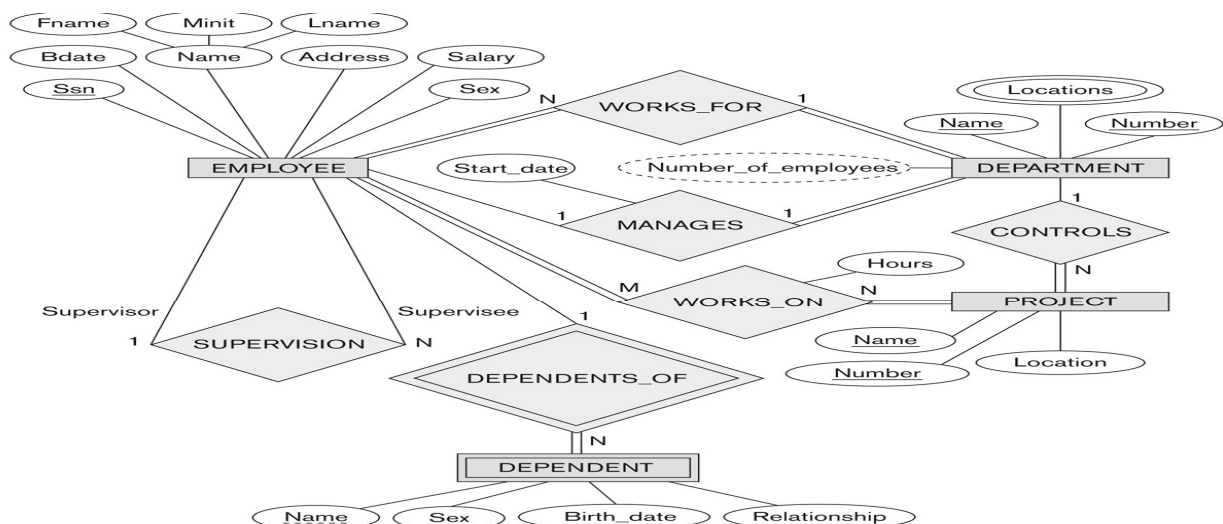 Fname Minit Lname
Bdate Name Address Salary
Ssn Sex
N WORKS_FOR 1
Locations
Name Number
EMPLOYEE
Start_date
Number_of_employees
DEPARTMENT
1 MANAGES 1
1
CONTROLS
N
Hours
M WORKS_ON N
PROJECT
Supervisor Supervisee
1 SUPERVISION N
Name
Number
Location
1
DEPENDENTS_OF
N
DEPENDENT
Name Sex Birth_date Relationship